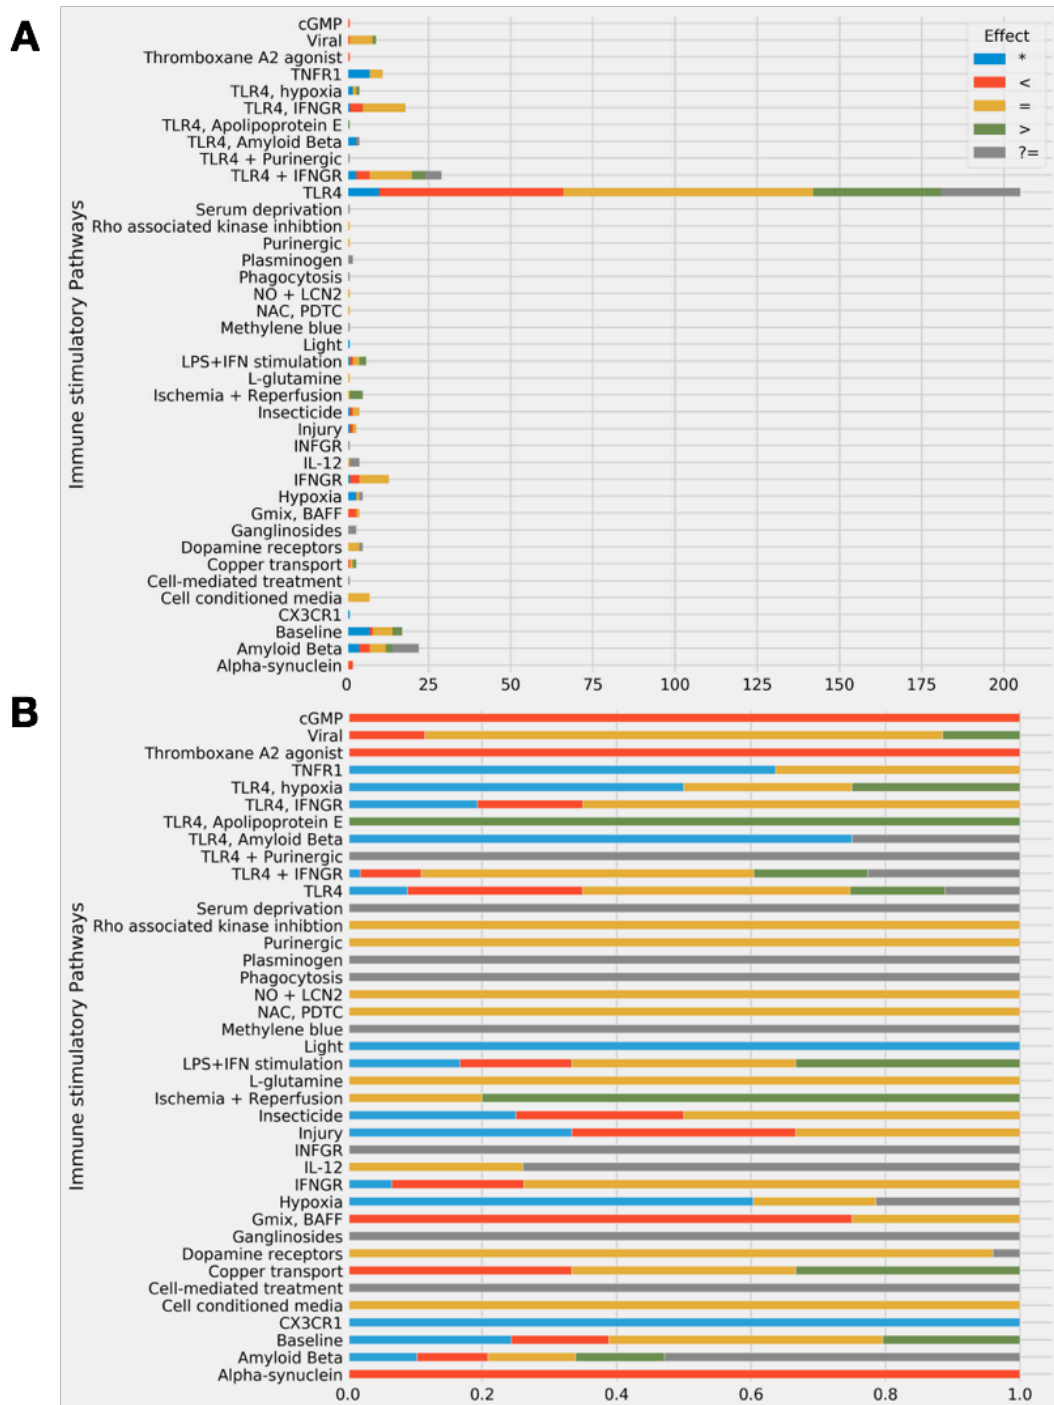 A
cGMP
Viral
Thromboxane A2 agonist
TNFR1
TLR4, hypoxia
TLR4, IFNGR
TLR4, Apolipoprotein E
TLR4, Amyloid Beta
TLR4 + Purinergic
TLR4 + IFNGR
TLR4
Serum deprivation
Rho associated kinase inhibtion
Purinergic
Plasminogen
Phagocytosis
NO + LCN2
NAC, PDTC
Methylene blue
Light
LPS+IFN stimulation
L-glutamine
Ischemia + Reperfusion
Insecticide
Injury
INFGR
IL-12
IFNGR
Hypoxia
Gmix, BAFF
Ganglinosides
Dopamine receptors
Copper transport
Cell-mediated treatment
Cell conditioned media
CX3CR1
Baseline
Amyloid Beta
Alpha-synuclein
Immune stimulatory Pathways
0 25 50 75 100 125 150 175 200
Effect
*
<
=
>
?=
B
cGMP
Viral
Thromboxane A2 agonist
TNFR1
TLR4, hypoxia
TLR4, IFNGR
TLR4, Apolipoprotein E
TLR4, Amyloid Beta
TLR4 + Purinergic
TLR4 + IFNGR
TLR4
Serum deprivation
Rho associated kinase inhibtion
Purinergic
Plasminogen
Phagocytosis
NO + LCN2
NAC, PDTC
Methylene blue
Light
LPS+IFN stimulation
L-glutamine
Ischemia + Reperfusion
Insecticide
Injury
INFGR
IL-12
IFNGR
Hypoxia
Gmix, BAFF
Ganglinosides
Dopamine receptors
Copper transport
Cell-mediated treatment
Cell conditioned media
CX3CR1
Baseline
Amyloid Beta
Alpha-synuclein
Immune stimulatory Pathways
0.0 0.2 0.4 0.6 0.8 1.0